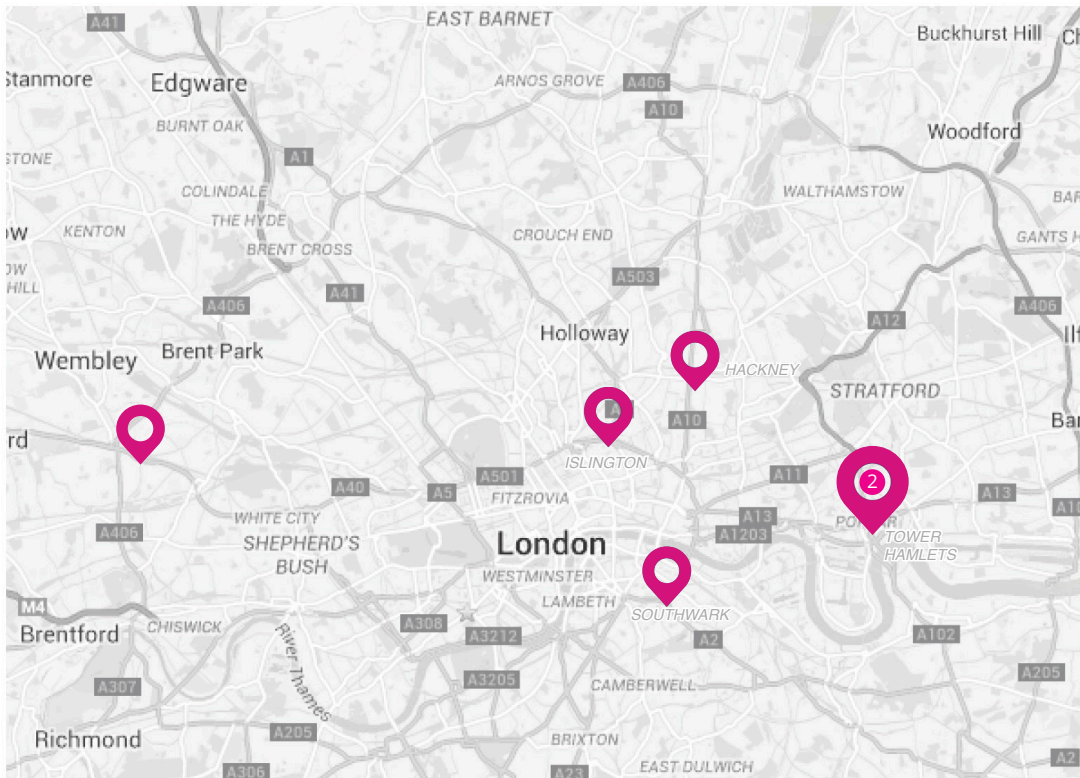 A41
EAST BARNET
Buckhurst Hill
Stanmore
Edgware
ARNOS GROVE
A406
A10
BURNT OAK
Woodford
A1
COLINDALE
WALTHAMSTOW
THE HYDE
KENTON
CROUCH END
GANTS
BRENT CROSS
HILL
A503
A41
A406
A406
A12
Holloway
Wembley
Brent Park
HACKNEY
STRATFORD
A10
ISLINGTON
A501
A11
2
A40
A5
FITZROVIA
A13
WHITE CITY
A13
A406
A1203
TOWER
HAMLETS
SHEPHERD'S
BUSH
London
WESTMINSTER
LAMBETH
M4
SOUTHWARK
Brentford
CHISWICK
A308
A3212
A2
A102
River Thames
A307
A3205
CAMBERWELL
A205
A205
Richmond
BRIXTON
A306
A23
EAST DULWICH
A2